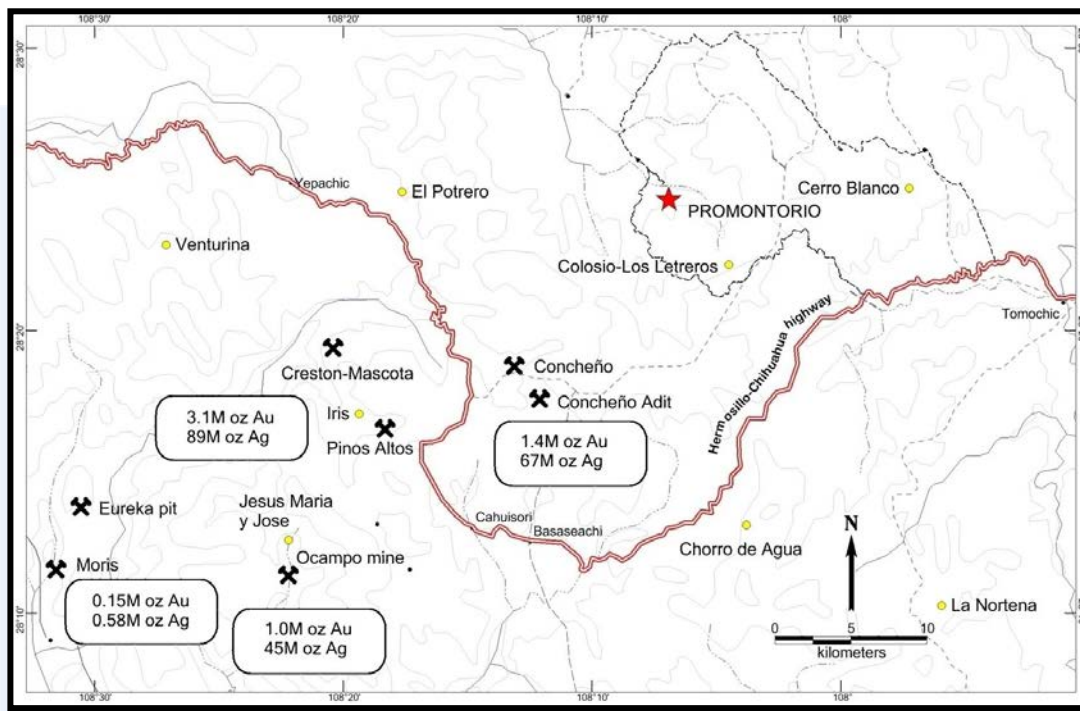 108°30'
108°20'
108°10'
108°
28°30'
Yepachic
El Potrero
Cerro Blanco
PROMONTORIO
Venturina
Colosio-Los Letreros
28°20'
Tomochic
Hermosillo-Chihuahua highway
Creston-Mascota
Concheño
Concheño Adit
3.1M oz Au
89M oz Ag
Iris
Pinos Altos
1.4M oz Au
67M oz Ag
Eureka pit
Jesus Maria
y Jose
Cahuisori
Basaseachi
Ocampo mine
Chorro de Agua
N
Moris
0.15M oz Au
0.58M oz Ag
La Nortena
28°10'
1.0M oz Au
45M oz Ag
0 5 10
kilometers
108°30'
108°20'
108°10'
108°